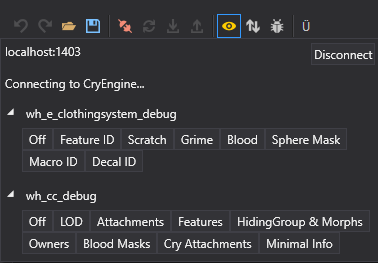 Ü
localhost:1403
Disconnect
Connecting to CryEngine...
wh_e_clothingsystem_debug
Off Feature ID Scratch Grime Blood Sphere Mask
Macro ID Decal ID
wh_cc_debug
Off LOD Attachments Features HidingGroup & Morphs
Owners Blood Masks Cry Attachments Minimal Info